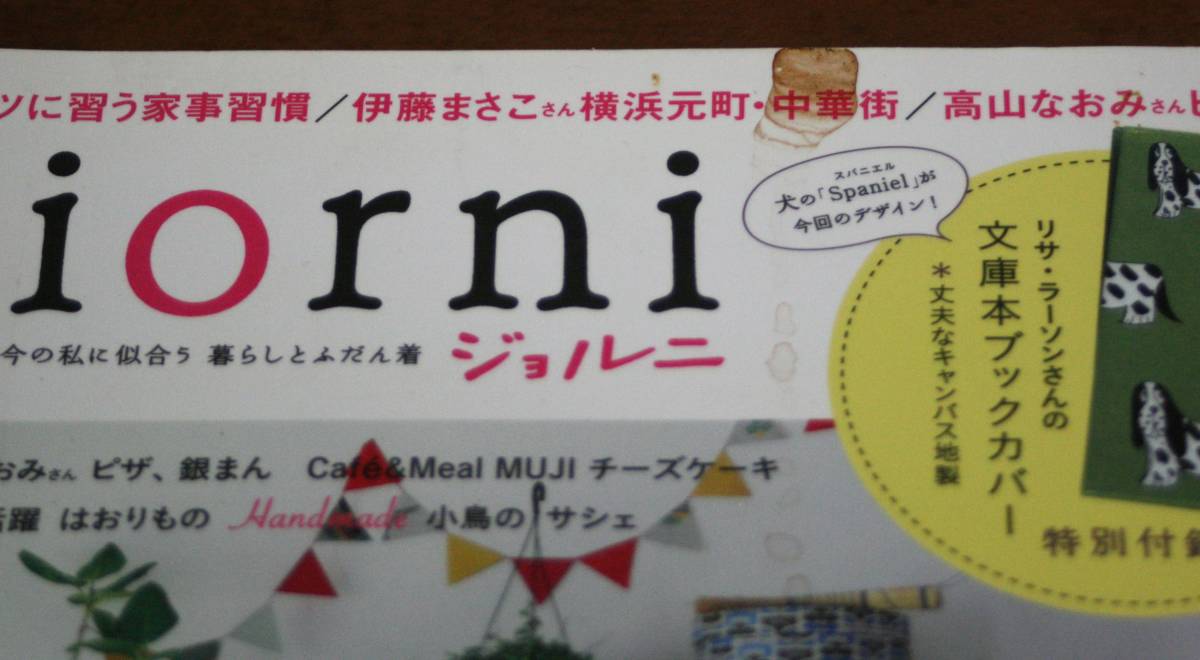 ツに習う家事習慣／伊藤まさこさん横浜元町・中華街／高山なおみさんピ
iorni
今の私に似合う 暮らしとふだん着 ジョルニ
スパニエル
犬の「Spaniel」が
今回のデザイン！
リサ・ラーソンさんの
文庫本ブックカバー
＊丈夫なキャンバス地製
特別付録
おみさん ピザ、銀まん Café&Meal MUJI チーズケーキ
活躍 はおりもの Handmade 小鳥の サシェ